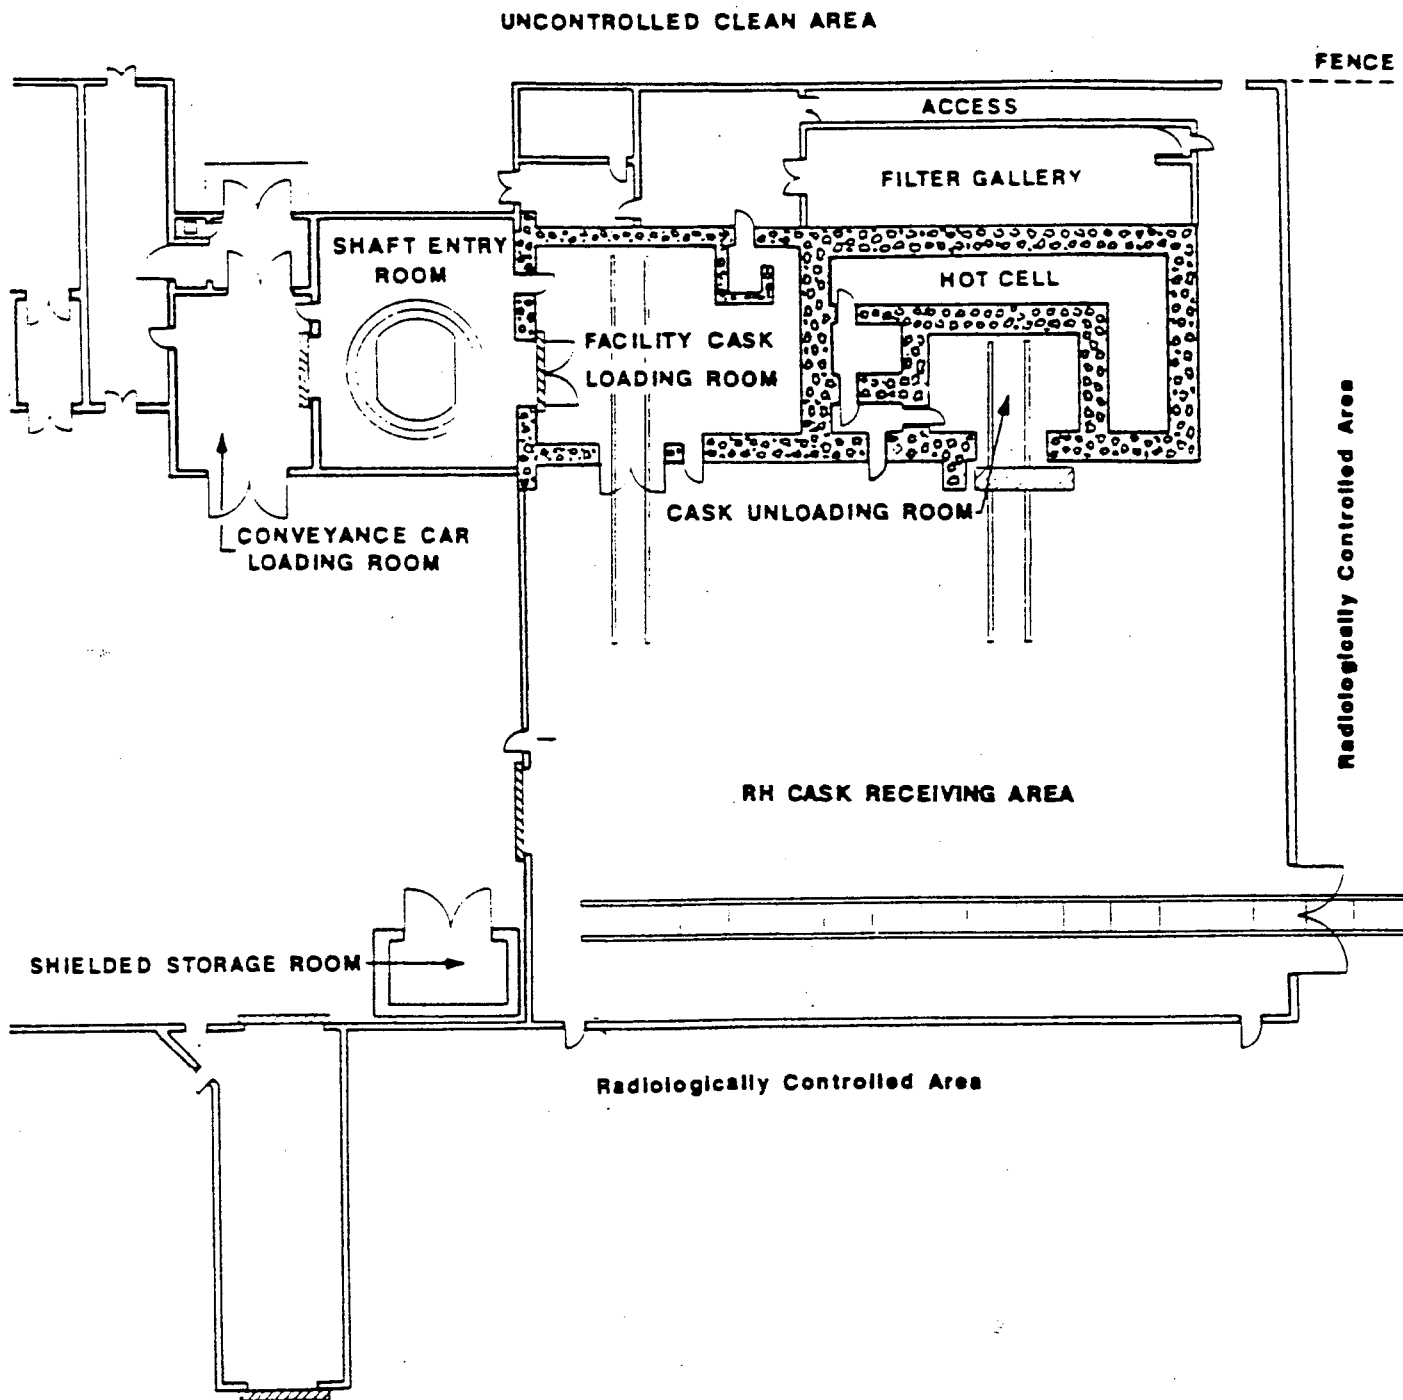 UNCONTROLLED CLEAN AREA
FENCE
ACCESS
FILTER GALLERY
SHAFT ENTRY
ROOM
HOT CELL
FACILITY CASK
LOADING ROOM
CASK UNLOADING ROOM
CONVEYANCE CAR
LOADING ROOM
Radiologically Controlled Area
RH CASK RECEIVING AREA
SHIELDED STORAGE ROOM
Radiologically Controlled Area